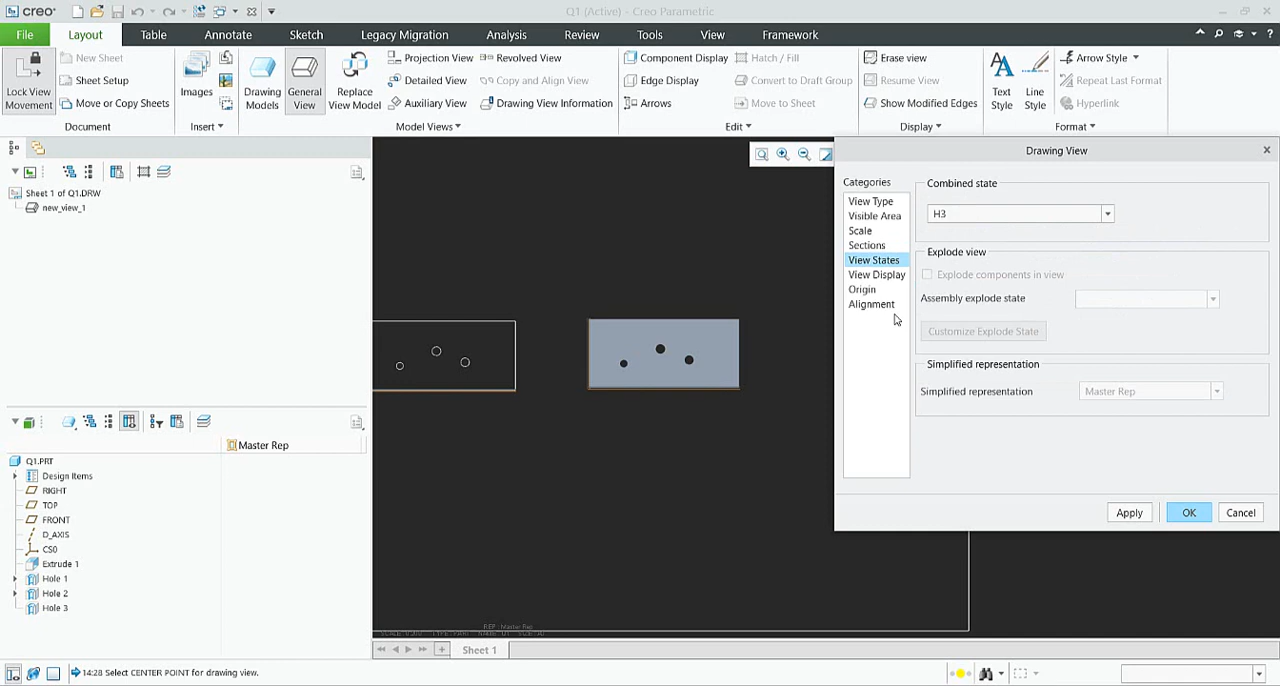 creo
Q1 (Active) - Creo Parametric
File
Layout
Table
Annotate
Sketch
Legacy Migration
Analysis
Review
Tools
View
Framework
Lock View Movement
New Sheet
Sheet Setup
Move or Copy Sheets
Document
Images
Insert
Drawing Models
General View
Replace View Model
Projection View
Detailed View
Auxiliary View
Revolved View
Copy and Align View
Drawing View Information
Model Views
Component Display
Edge Display
Arrows
Hatch / Fill
Convert to Draft Group
Move to Sheet
Edit
Erase view
Resume View
Show Modified Edges
Display
Text Style
Line Style
Arrow Style
Repeat Last Format
Hyperlink
Format
Sheet 1 of Q1.DRW
new_view_1
Master Rep
Q1.PRT
Design Items
RIGHT
TOP
FRONT
D_AXIS
CS0
Extrude 1
Hole 1
Hole 2
Hole 3
Drawing View
Categories
View Type
Visible Area
Scale
Sections
View States
View Display
Origin
Alignment
Combined state
H3
Explode view
Explode components in view
Assembly explode state
Customize Explode State
Simplified representation
Simplified representation
Master Rep
Apply
OK
Cancel
REP : Master Rep
Sheet 1
14:28 Select CENTER POINT for drawing view.